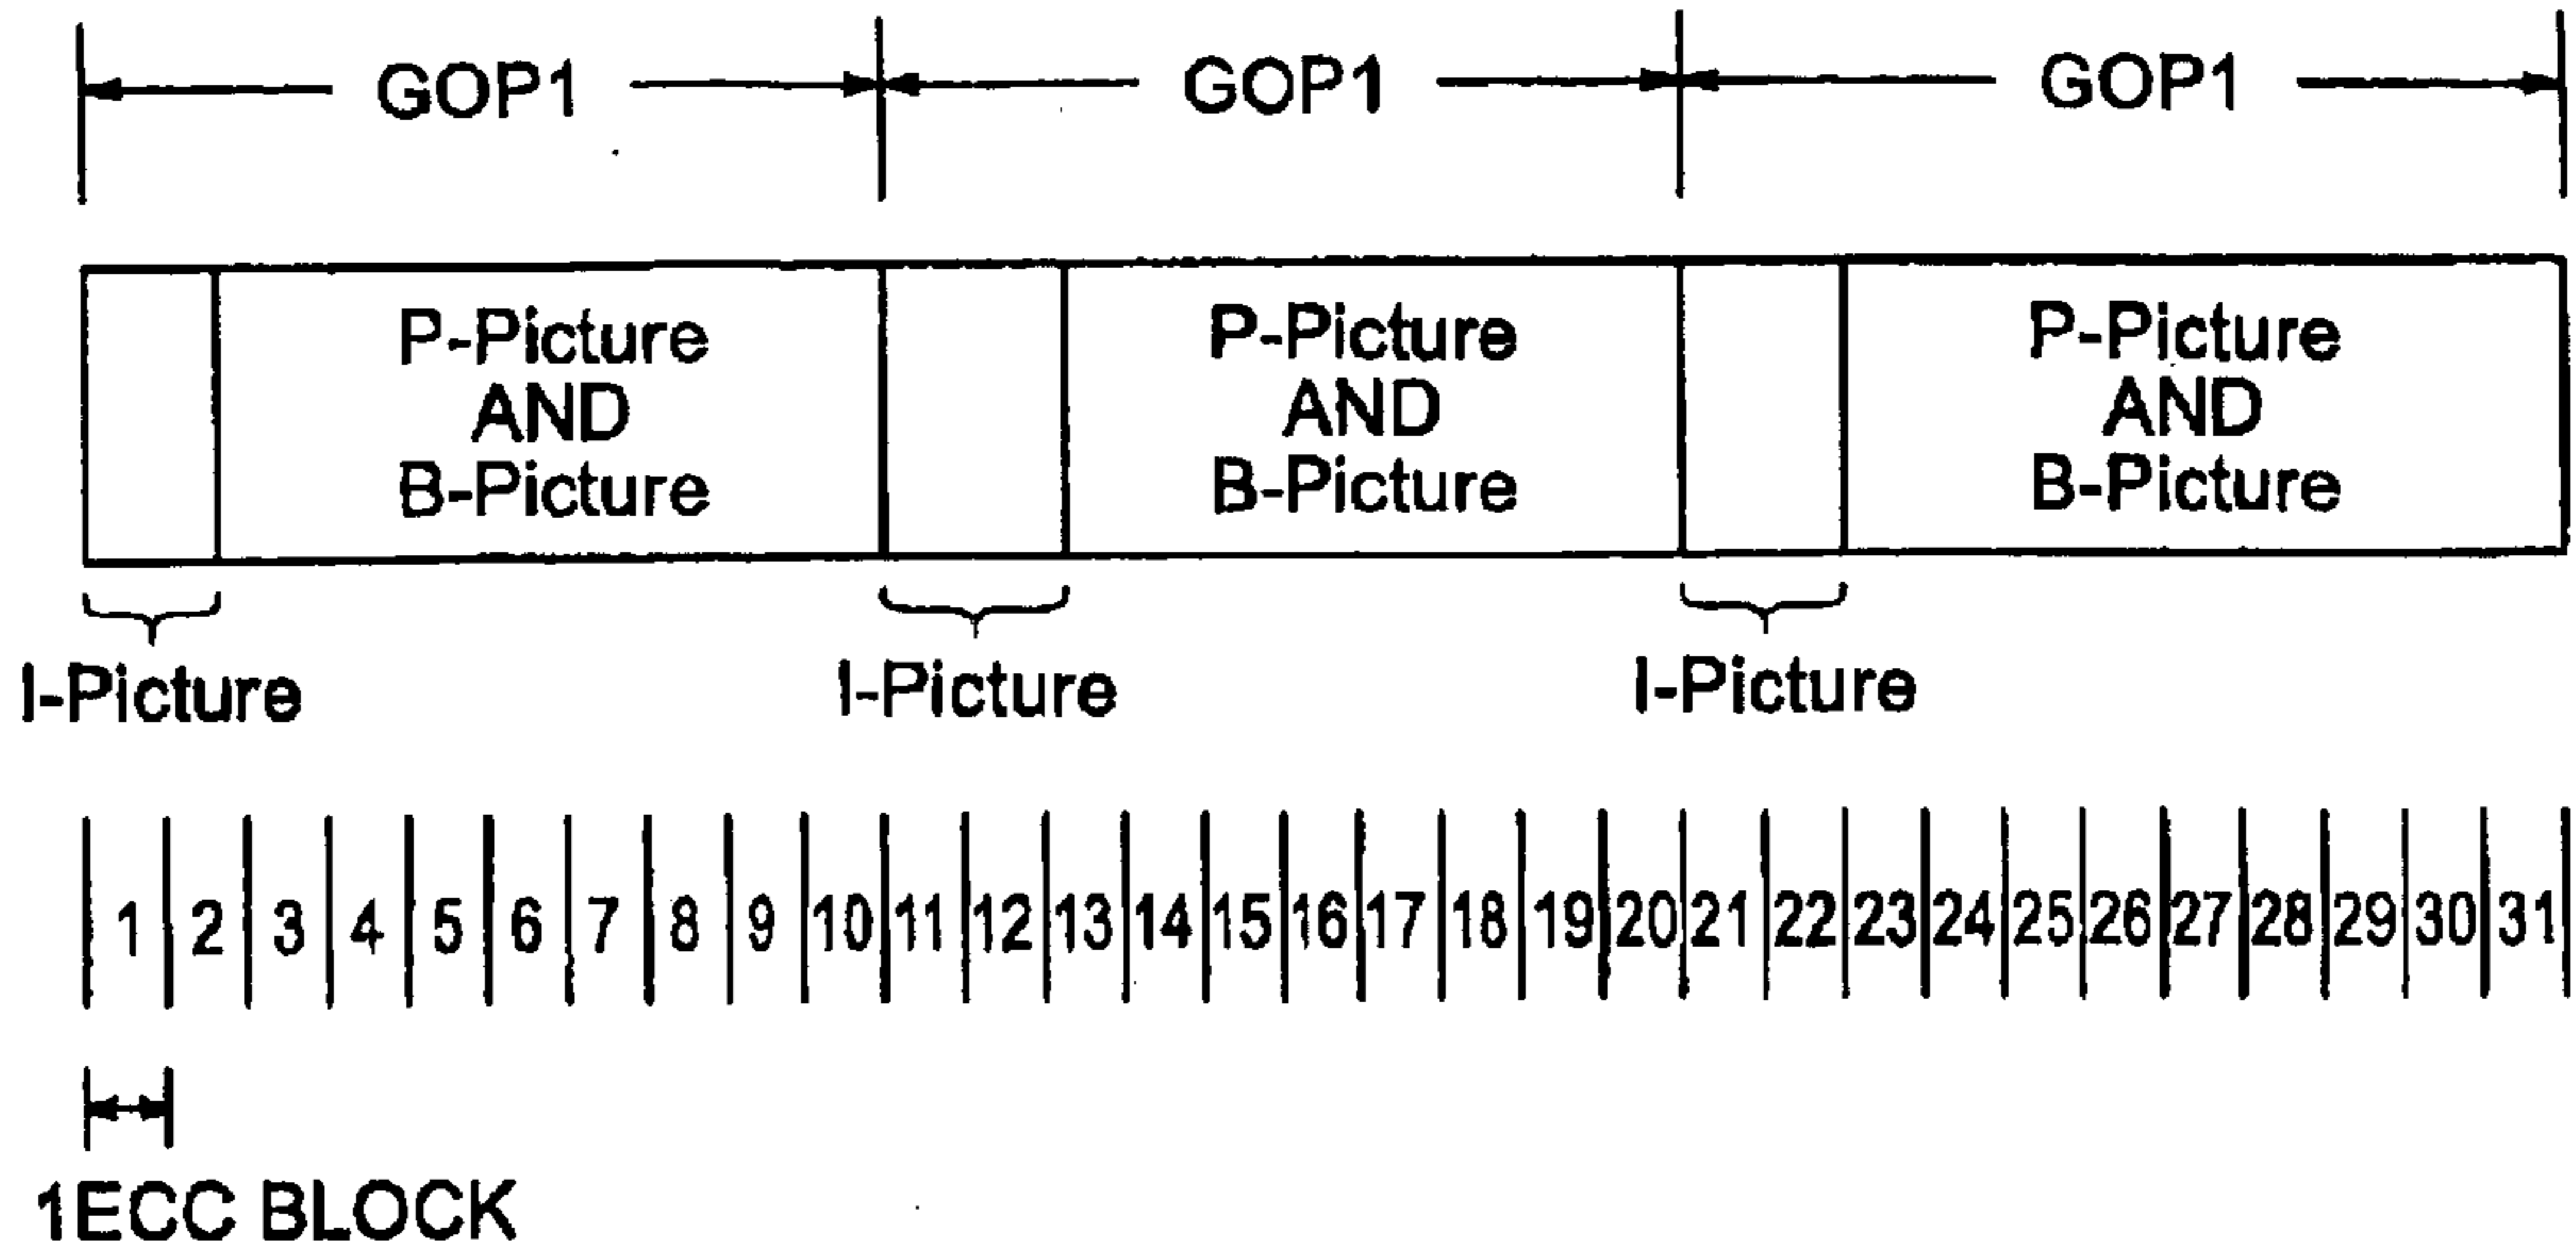 GOP1 GOP1 GOP1
P-Picture P-Picture P-Picture
AND AND AND
B-Picture B-Picture B-Picture
I-Picture I-Picture I-Picture
1 2 3 4 5 6 7 8 9 10 11 12 13 14 15 16 17 18 19 20 21 22 23 24 25 26 27 28 29 30 31
1ECC BLOCK